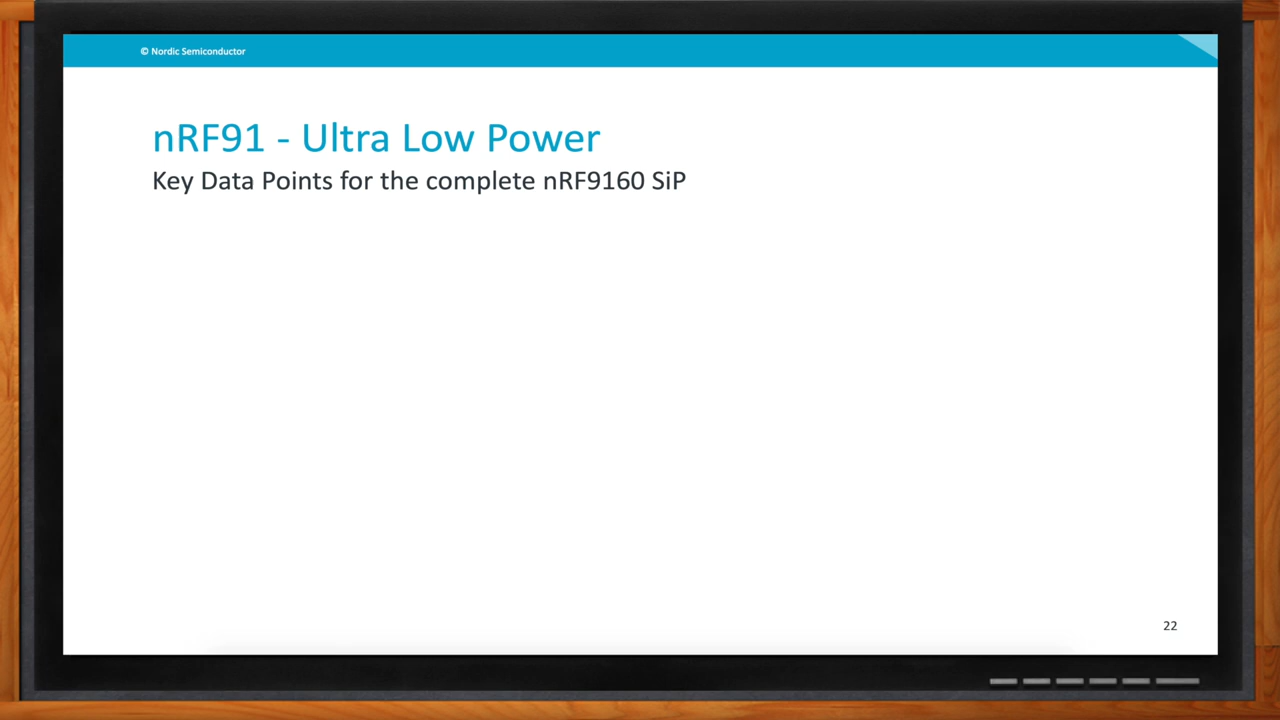 © Nordic Semiconductor
nRF91 - Ultra Low Power
Key Data Points for the complete nRF9160 SiP
22